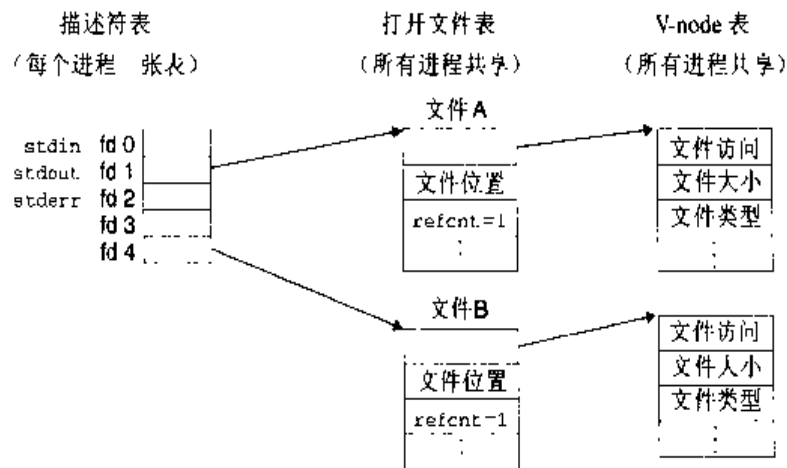 描述符表
(每个进程 张表)
打开文件表
(所有进程共享)
V-node 表
(所有进程共享)
stdin fd 0
stdout fd 1
stderr fd 2
fd 3
fd 4
文件A
文件位置
refcnt=1
⋮
文件访问
文件大小
文件类型
⋮
文件B
文件位置
refcnt=1
⋮
文件访问
文件大小
文件类型
⋮